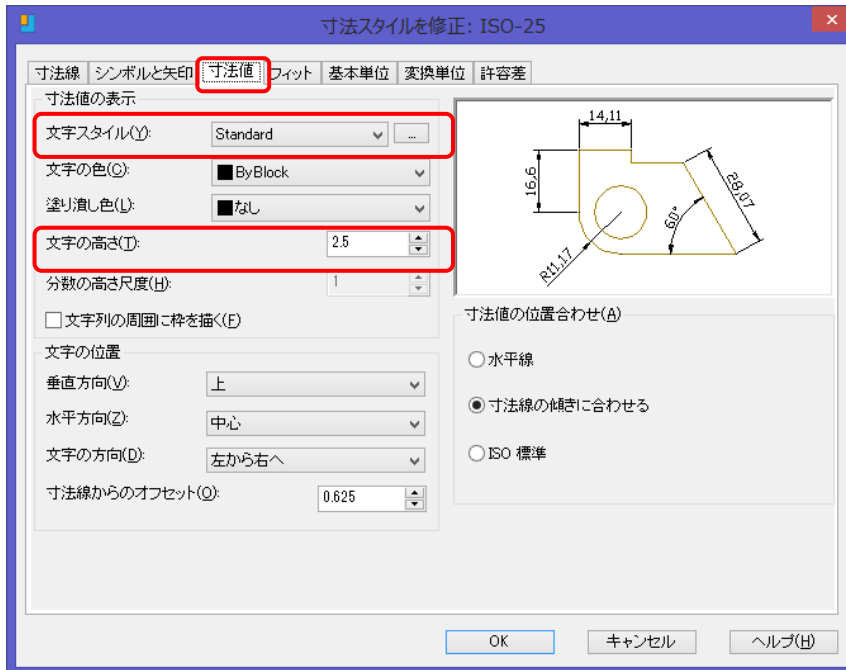 寸法スタイルを修正: ISO-25
寸法線 シンボルと矢印 寸法値 フィット 基本単位 変換単位 許容差
寸法値の表示
文字スタイル(Y): Standard ...
文字の色(C): ByBlock
塗り潰し色(L): なし
文字の高さ(T): 2.5
分数の高さ尺度(H): 1
文字列の周囲に枠を描く(F)
14,11
16,6
28,07
60°
R11,17
文字の位置
垂直方向(V): 上
水平方向(Z): 中心
文字の方向(D): 左から右へ
寸法線からのオフセット(O): 0.625
寸法値の位置合わせ(A)
水平線
寸法線の傾きに合わせる
ISO 標準
OK キャンセル ヘルプ(H)